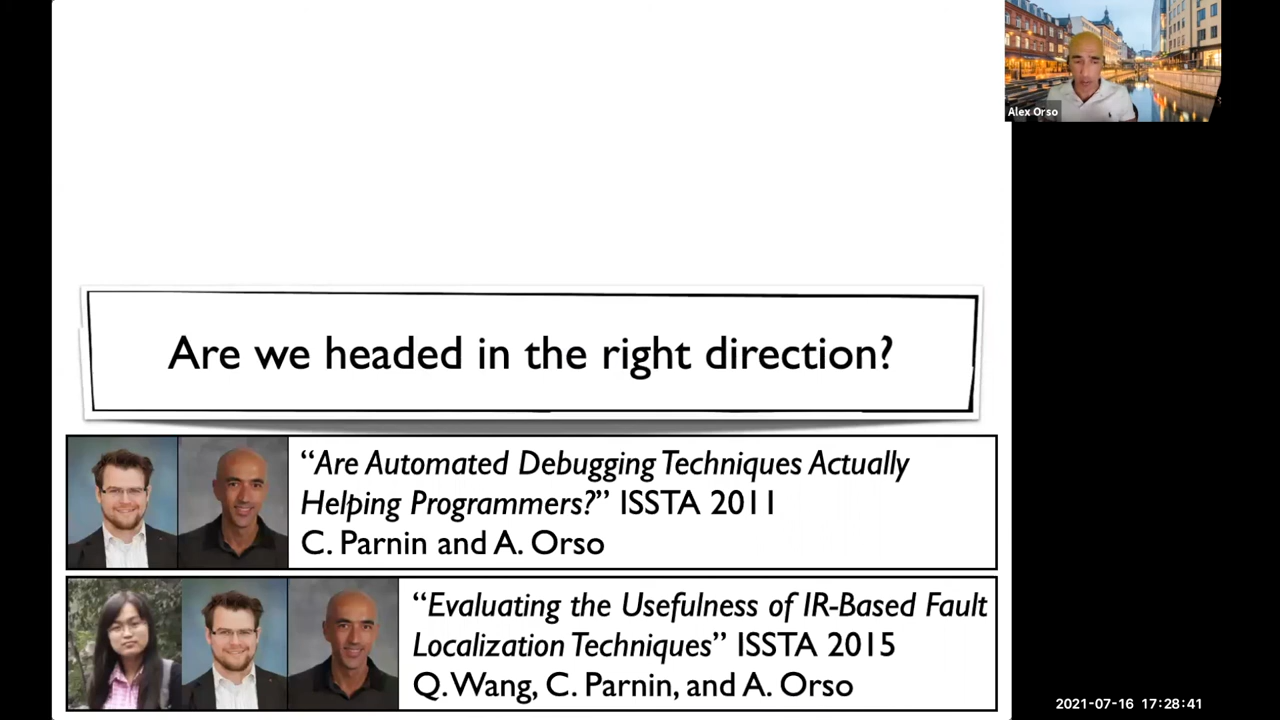 Alex Orso
Are we headed in the right direction?
“Are Automated Debugging Techniques Actually
Helping Programmers?” ISSTA 2011
C. Parnin and A. Orso
“Evaluating the Usefulness of IR-Based Fault
Localization Techniques” ISSTA 2015
Q. Wang, C. Parnin, and A. Orso
2021-07-16 17:28:41